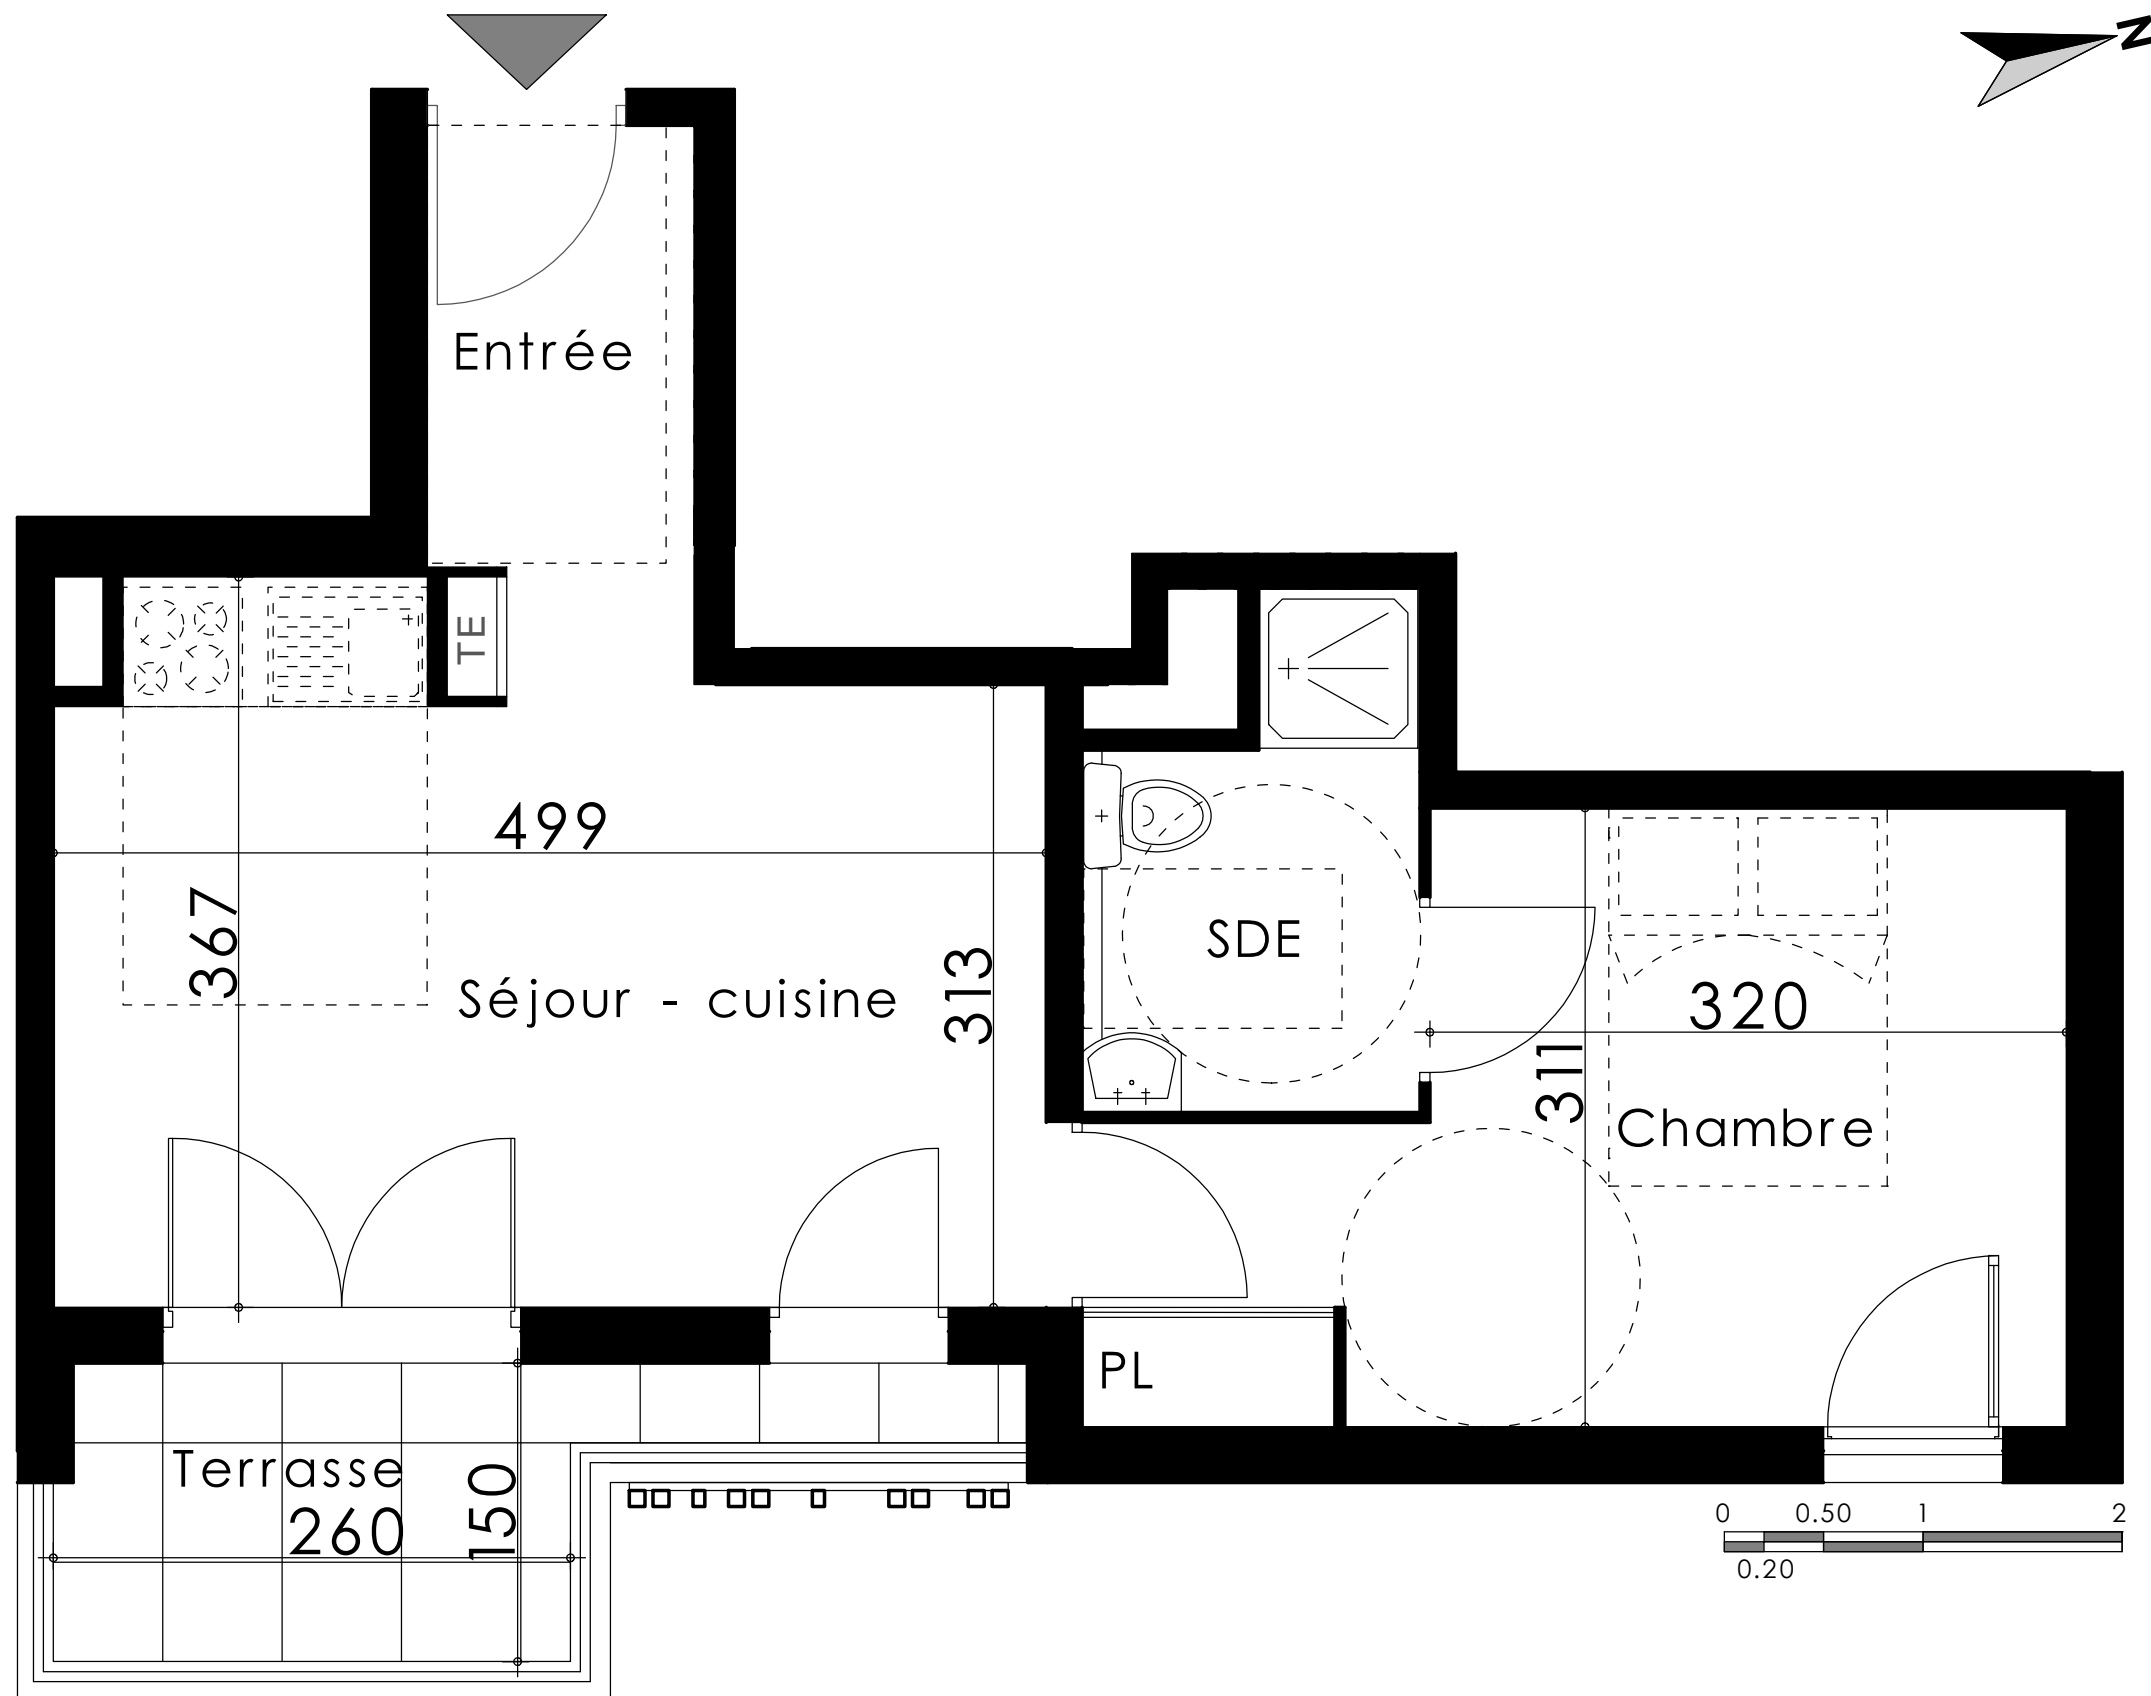 N
Entrée
TE
499
367
Séjour - cuisine
313
SDE
320
311
Chambre
PL
Terrasse
260
150
0 0.50 1 2
0.20